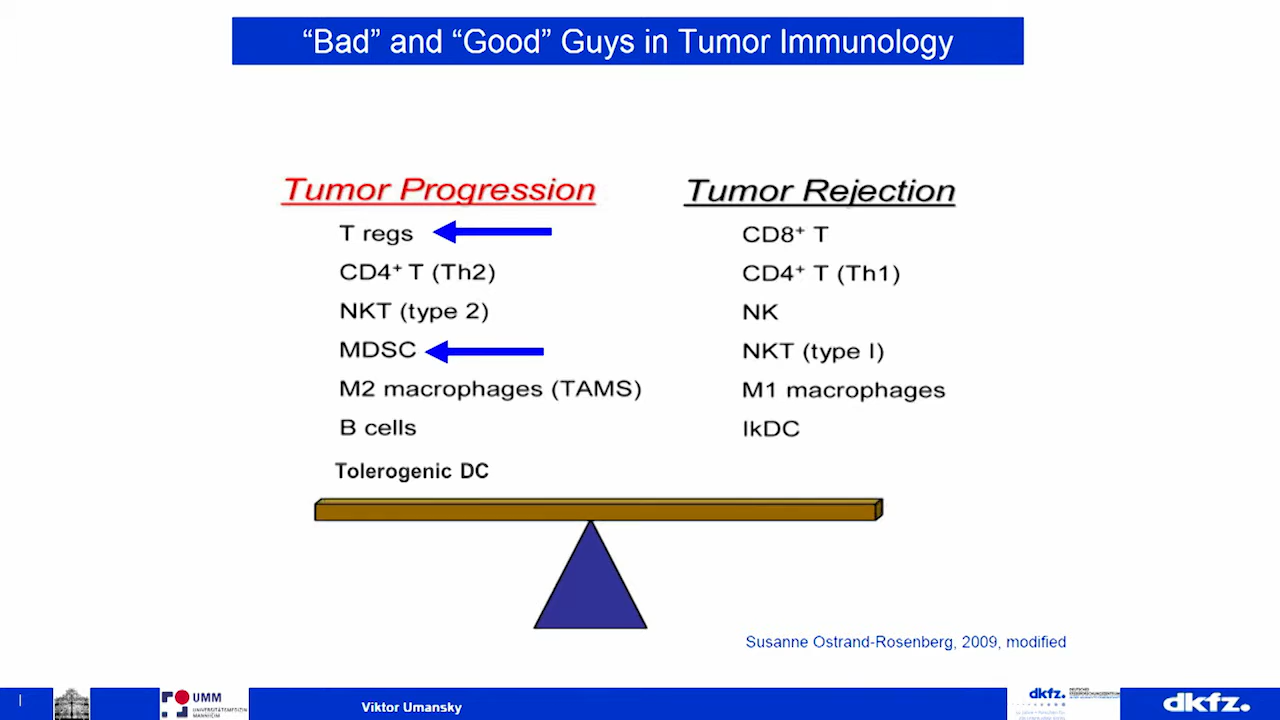 “Bad” and “Good” Guys in Tumor Immunology
Tumor Progression
T regs
CD4⁺ T (Th2)
NKT (type 2)
MDSC
M2 macrophages (TAMS)
B cells
Tolerogenic DC
Tumor Rejection
CD8⁺ T
CD4⁺ T (Th1)
NK
NKT (type I)
M1 macrophages
IkDC
Susanne Ostrand-Rosenberg, 2009, modified
UMM
UNIVERSITÄTSMEDIZIN
MANNHEIM
Viktor Umansky
dkfz.
dkfz.